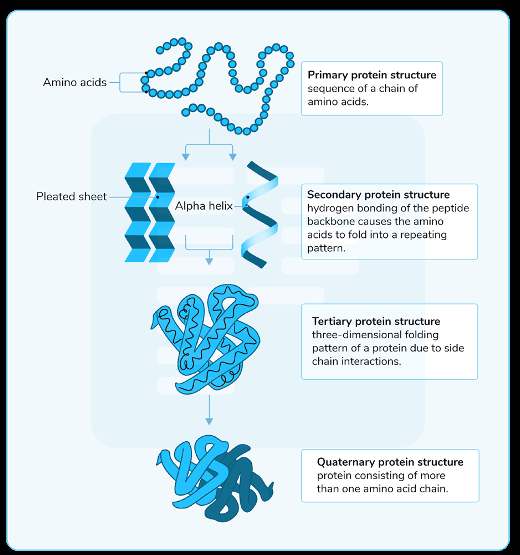 Amino acids
Primary protein structure
sequence of a chain of
amino acids.
Pleated sheet
Alpha helix
Secondary protein structure
hydrogen bonding of the peptide
backbone causes the amino
acids to fold into a repeating
pattern.
Tertiary protein structure
three-dimensional folding
pattern of a protein due to side
chain interactions.
Quaternary protein structure
protein consisting of more
than one amino acid chain.